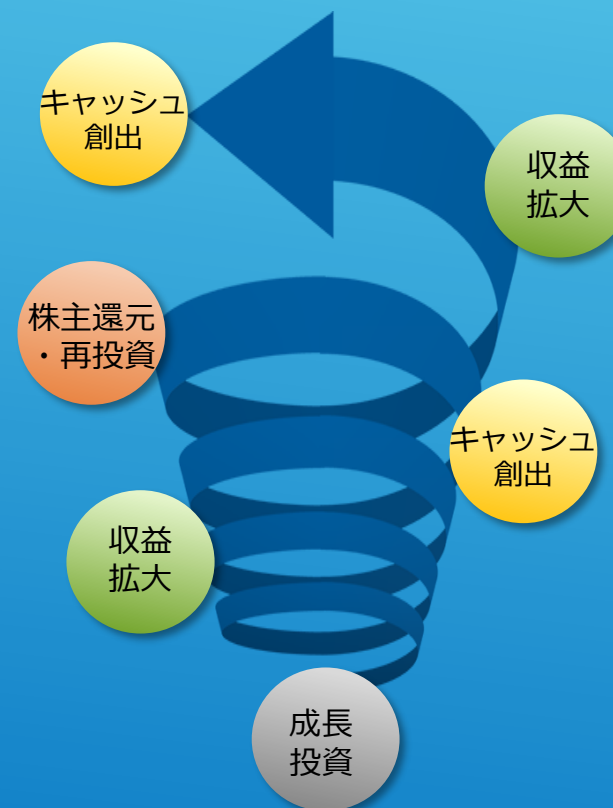 キャッシュ
創出
収益
拡大
株主還元
・再投資
キャッシュ
創出
収益
拡大
成長
投資